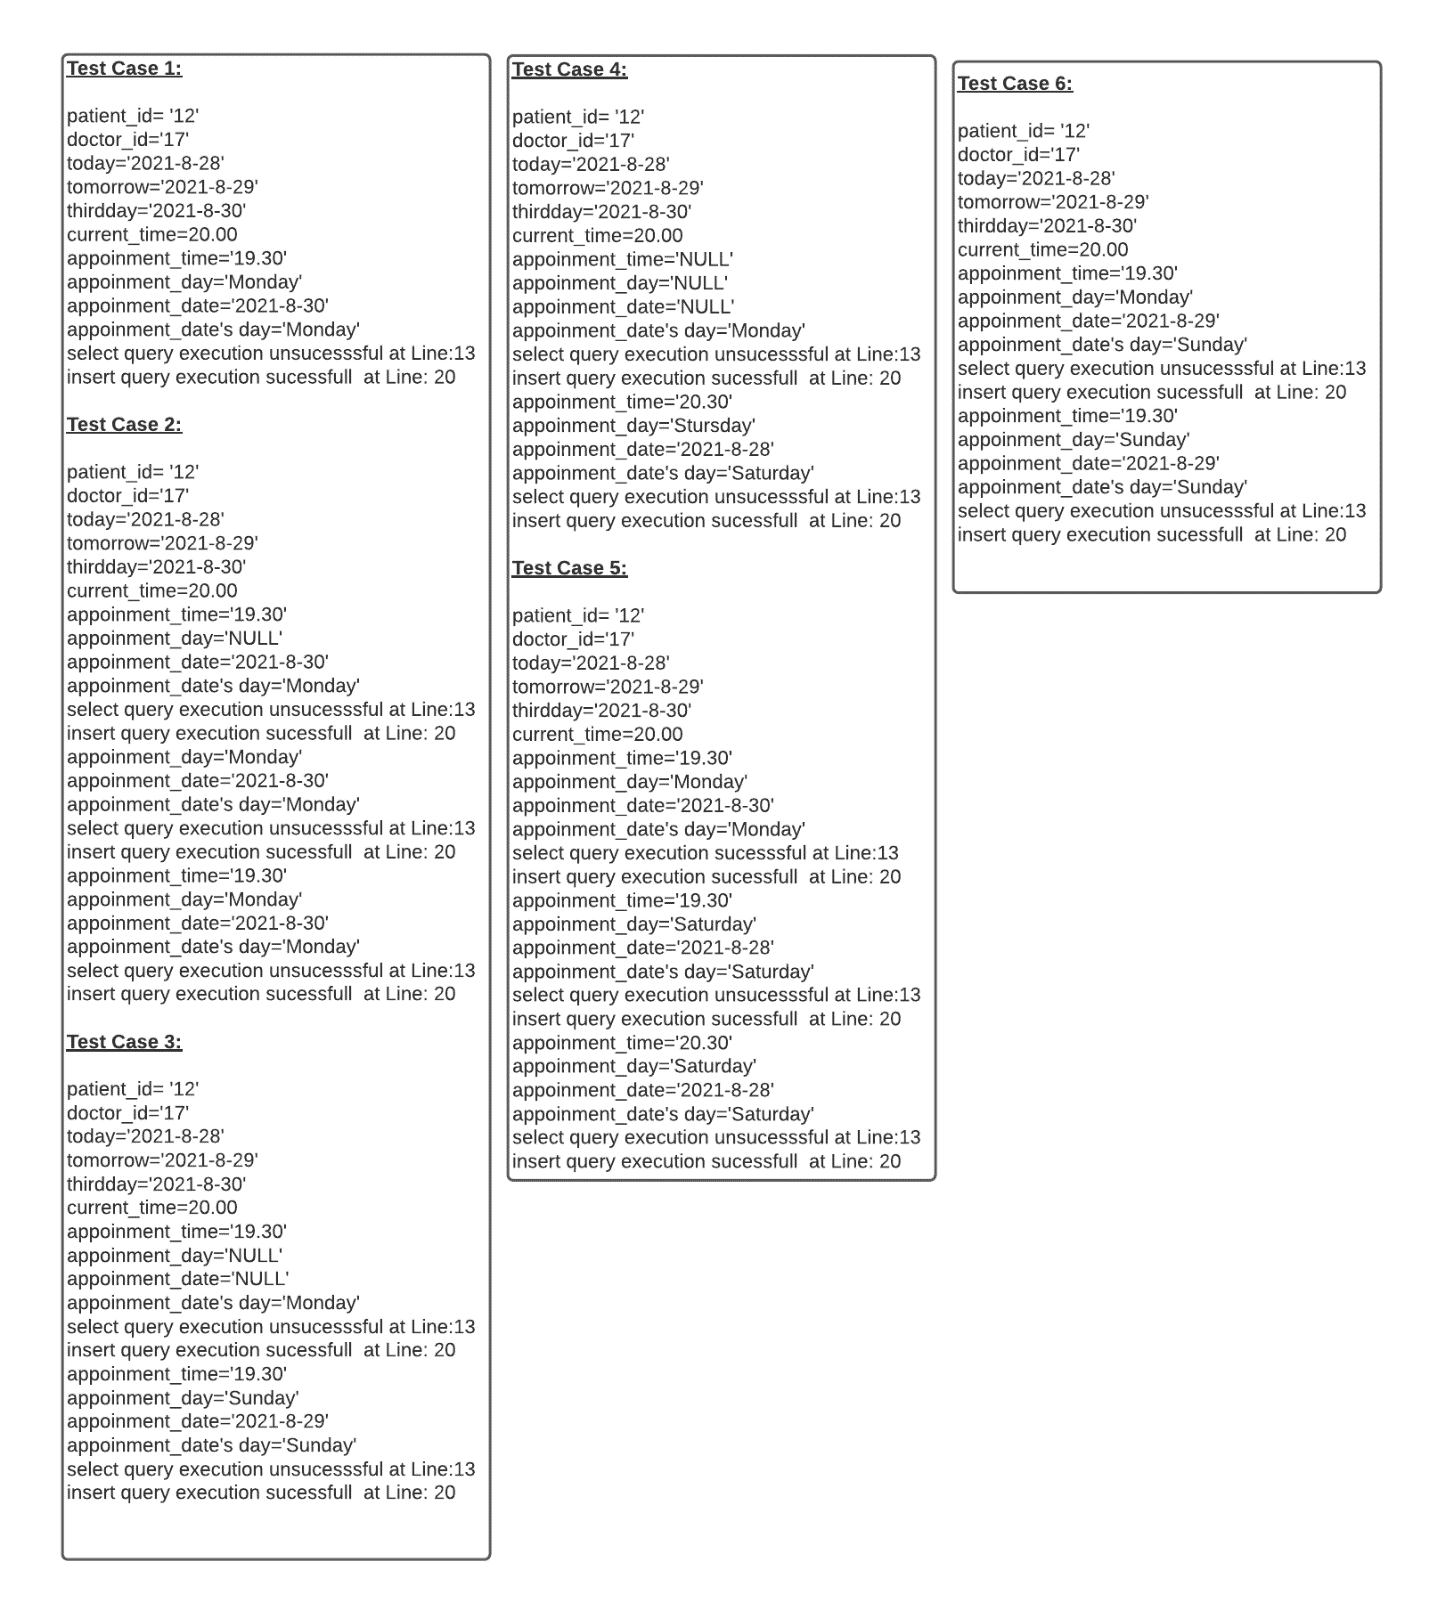 Test Case 1:
patient_id= '12'
doctor_id='17'
today='2021-8-28'
tomorrow='2021-8-29'
thirdday='2021-8-30'
current_time=20.00
appoinment_time='19.30'
appoinment_day='Monday'
appoinment_date='2021-8-30'
appoinment_date's day='Monday'
select query execution unsucesssful at Line:13
insert query execution sucessfull  at Line: 20
Test Case 2:
patient_id= '12'
doctor_id='17'
today='2021-8-28'
tomorrow='2021-8-29'
thirdday='2021-8-30'
current_time=20.00
appoinment_time='19.30'
appoinment_day='NULL'
appoinment_date='2021-8-30'
appoinment_date's day='Monday'
select query execution unsucesssful at Line:13
insert query execution sucessfull  at Line: 20
appoinment_day='Monday'
appoinment_date='2021-8-30'
appoinment_date's day='Monday'
select query execution unsucesssful at Line:13
insert query execution sucessfull  at Line: 20
appoinment_time='19.30'
appoinment_day='Monday'
appoinment_date='2021-8-30'
appoinment_date's day='Monday'
select query execution unsucesssful at Line:13
insert query execution sucessfull  at Line: 20
Test Case 3:
patient_id= '12'
doctor_id='17'
today='2021-8-28'
tomorrow='2021-8-29'
thirdday='2021-8-30'
current_time=20.00
appoinment_time='19.30'
appoinment_day='NULL'
appoinment_date='NULL'
appoinment_date's day='Monday'
select query execution unsucesssful at Line:13
insert query execution sucessfull  at Line: 20
appoinment_time='19.30'
appoinment_day='Sunday'
appoinment_date='2021-8-29'
appoinment_date's day='Sunday'
select query execution unsucesssful at Line:13
insert query execution sucessfull  at Line: 20
Test Case 4:
patient_id= '12'
doctor_id='17'
today='2021-8-28'
tomorrow='2021-8-29'
thirdday='2021-8-30'
current_time=20.00
appoinment_time='NULL'
appoinment_day='NULL'
appoinment_date='NULL'
appoinment_date's day='Monday'
select query execution unsucesssful at Line:13
insert query execution sucessfull  at Line: 20
appoinment_time='20.30'
appoinment_day='Stursday'
appoinment_date='2021-8-28'
appoinment_date's day='Saturday'
select query execution unsucesssful at Line:13
insert query execution sucessfull  at Line: 20
Test Case 5:
patient_id= '12'
doctor_id='17'
today='2021-8-28'
tomorrow='2021-8-29'
thirdday='2021-8-30'
current_time=20.00
appoinment_time='19.30'
appoinment_day='Monday'
appoinment_date='2021-8-30'
appoinment_date's day='Monday'
select query execution sucesssful at Line:13
insert query execution sucessfull  at Line: 20
appoinment_time='19.30'
appoinment_day='Saturday'
appoinment_date='2021-8-28'
appoinment_date's day='Saturday'
select query execution unsucesssful at Line:13
insert query execution sucessfull  at Line: 20
appoinment_time='20.30'
appoinment_day='Saturday'
appoinment_date='2021-8-28'
appoinment_date's day='Saturday'
select query execution unsucesssful at Line:13
insert query execution sucessfull  at Line: 20
Test Case 6:
patient_id= '12'
doctor_id='17'
today='2021-8-28'
tomorrow='2021-8-29'
thirdday='2021-8-30'
current_time=20.00
appoinment_time='19.30'
appoinment_day='Monday'
appoinment_date='2021-8-29'
appoinment_date's day='Sunday'
select query execution unsucesssful at Line:13
insert query execution sucessfull  at Line: 20
appoinment_time='19.30'
appoinment_day='Sunday'
appoinment_date='2021-8-29'
appoinment_date's day='Sunday'
select query execution unsucesssful at Line:13
insert query execution sucessfull  at Line: 20